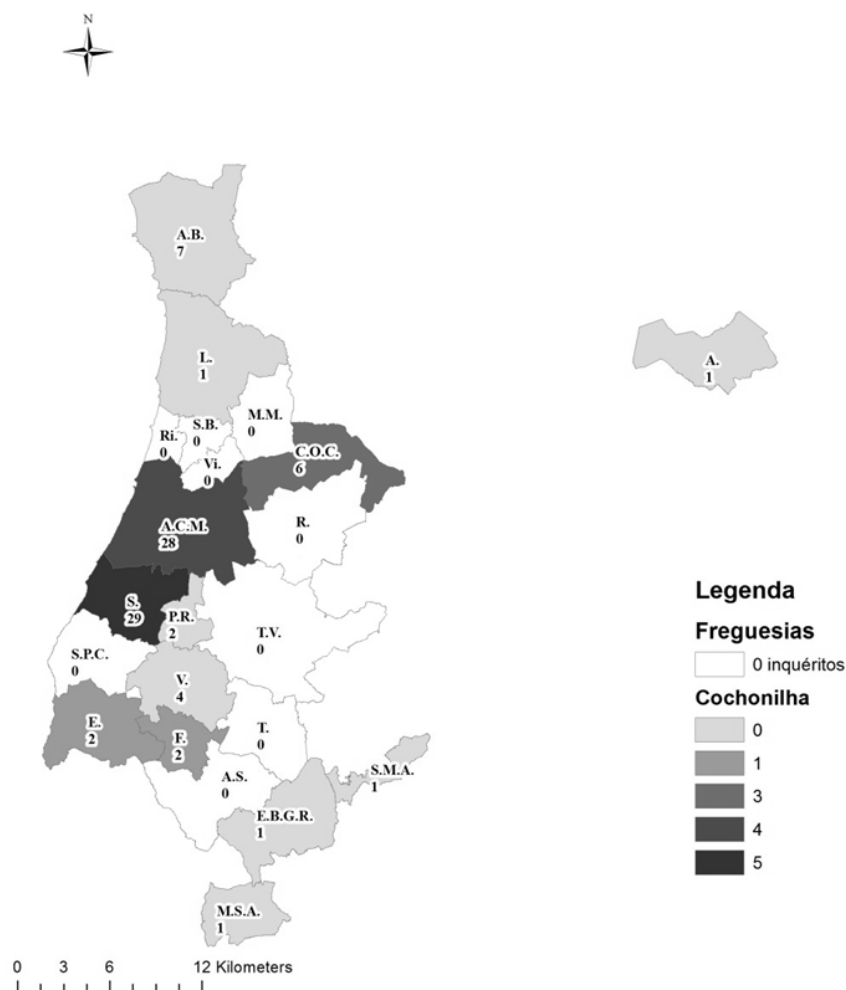 N
A.B.
7
L.
1
A.
1
M.M.
0
S.B.
0
Ri.
0
Vi.
0
C.O.C.
6
A.C.M.
28
R.
0
S.
29
P.R.
2
T.V.
0
S.P.C.
0
V.
4
E.
2
F.
2
T.
0
A.S.
0
S.M.A.
1
E.B.G.R.
1
M.S.A.
1
Legenda
Freguesias
0 inquéritos
Cochonilha
0
1
3
4
5
0 3 6 12 Kilometers